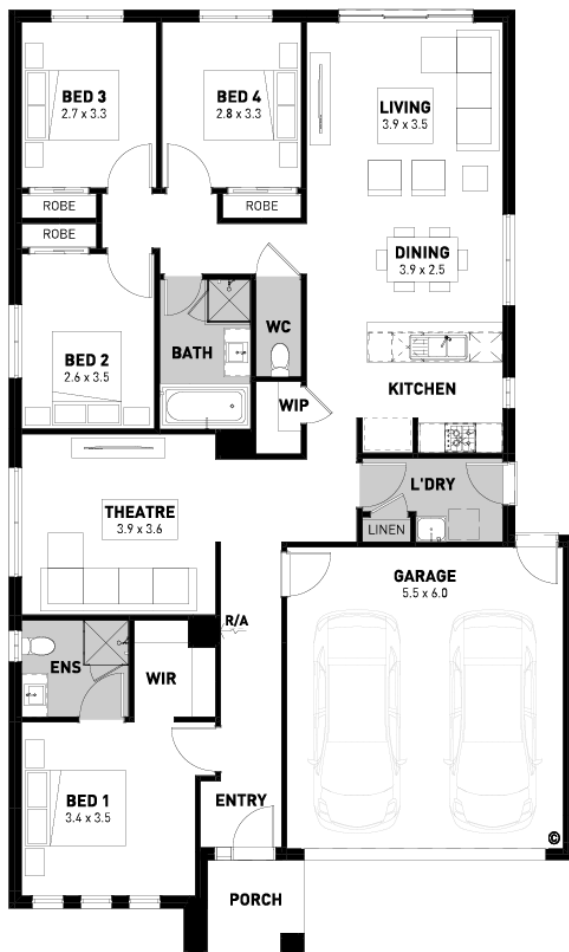 BED 3
2.7 x 3.3
BED 4
2.8 x 3.3
LIVING
3.9 x 3.5
ROBE
ROBE
ROBE
DINING
3.9 x 2.5
WC
BATH
BED 2
2.6 x 3.5
KITCHEN
WIP
L'DRY
THEATRE
3.9 x 3.6
LINEN
GARAGE
5.5 x 6.0
R/A
ENS
WIR
BED 1
3.4 x 3.5
ENTRY
©
PORCH